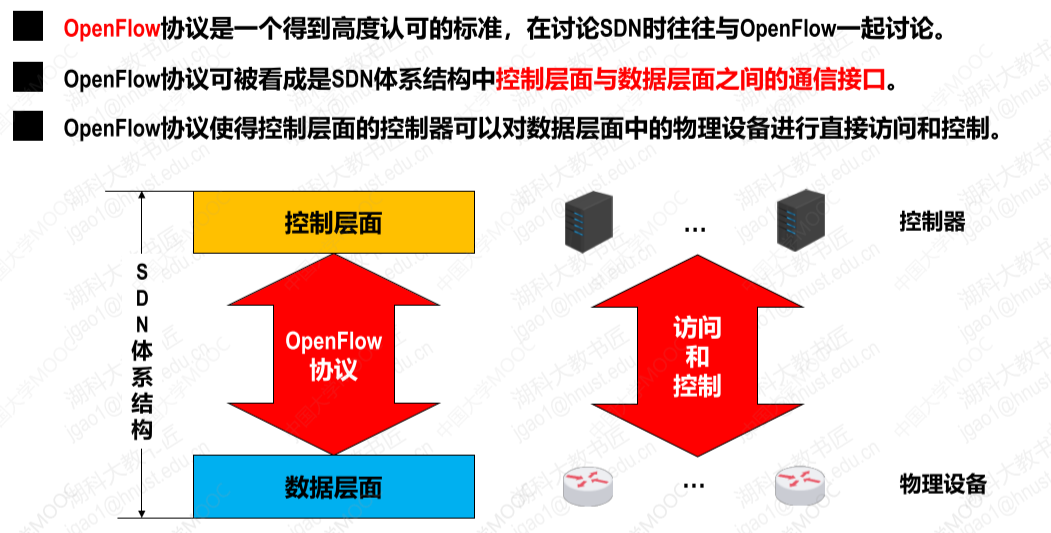 OpenFlow协议是一个得到高度认可的标准，在讨论SDN时往往与OpenFlow一起讨论。
OpenFlow协议可被看成是SDN体系结构中控制层面与数据层面之间的通信接口。
OpenFlow协议使得控制层面的控制器可以对数据层面中的物理设备进行直接访问和控制。
SDN体系结构
控制层面
OpenFlow
协议
数据层面
...
控制器
访问
和
控制
...
物理设备
中国大学MOOC
湖科大教书匠
jgao1@hnust.edu.cn